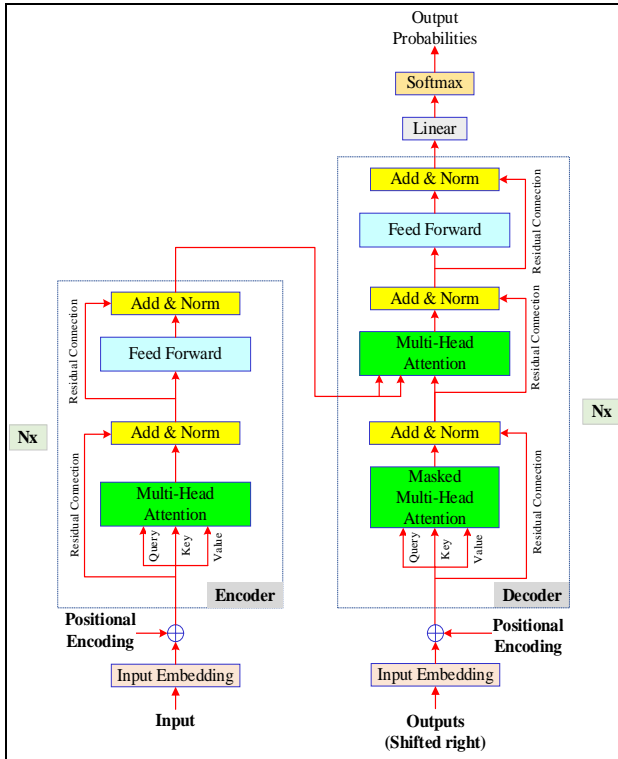 Output
Probabilities
Softmax
Linear
Add & Norm
Feed Forward
Residual Connection
Add & Norm
Multi-Head
Attention
Residual Connection
Add & Norm
Masked
Multi-Head
Attention
Query
Key
Value
Residual Connection
Nx
Decoder
Positional
Encoding
Input Embedding
Outputs
(Shifted right)
Add & Norm
Feed Forward
Residual Connection
Add & Norm
Multi-Head
Attention
Query
Key
Value
Residual Connection
Nx
Encoder
Positional
Encoding
Input Embedding
Input